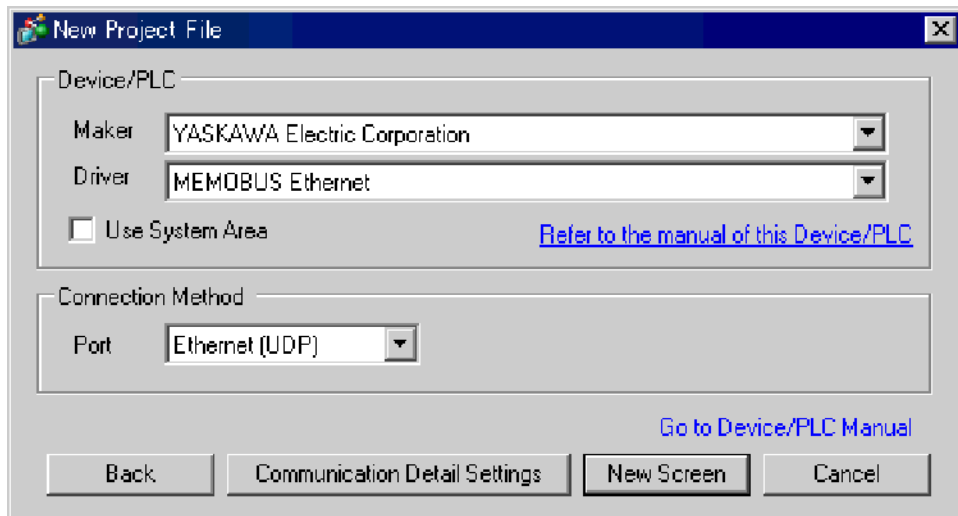 New Project File
Device/PLC
Maker YASKAWA Electric Corporation
Driver MEMOBUS Ethernet
Use System Area Refer to the manual of this Device/PLC
Connection Method
Port Ethernet (UDP)
Go to Device/PLC Manual
Back Communication Detail Settings New Screen Cancel